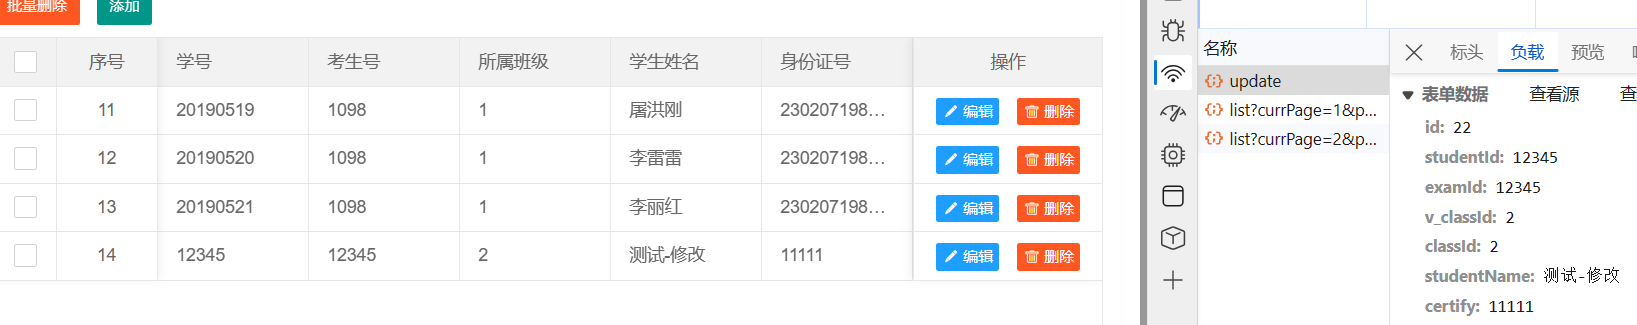 批量删除 添加
序号 学号 考生号 所属班级 学生姓名 身份证号 操作
11 20190519 1098 1 屠洪刚 230207198... 编辑 删除
12 20190520 1098 1 李雷雷 230207198... 编辑 删除
13 20190521 1098 1 李丽红 230207198... 编辑 删除
14 12345 12345 2 测试-修改 11111 编辑 删除
名称
update
list?currPage=1&p...
list?currPage=2&p...
标头 负载 预览
表单数据 查看源 查
id: 22
studentId: 12345
examId: 12345
v_classId: 2
classId: 2
studentName: 测试-修改
certify: 11111